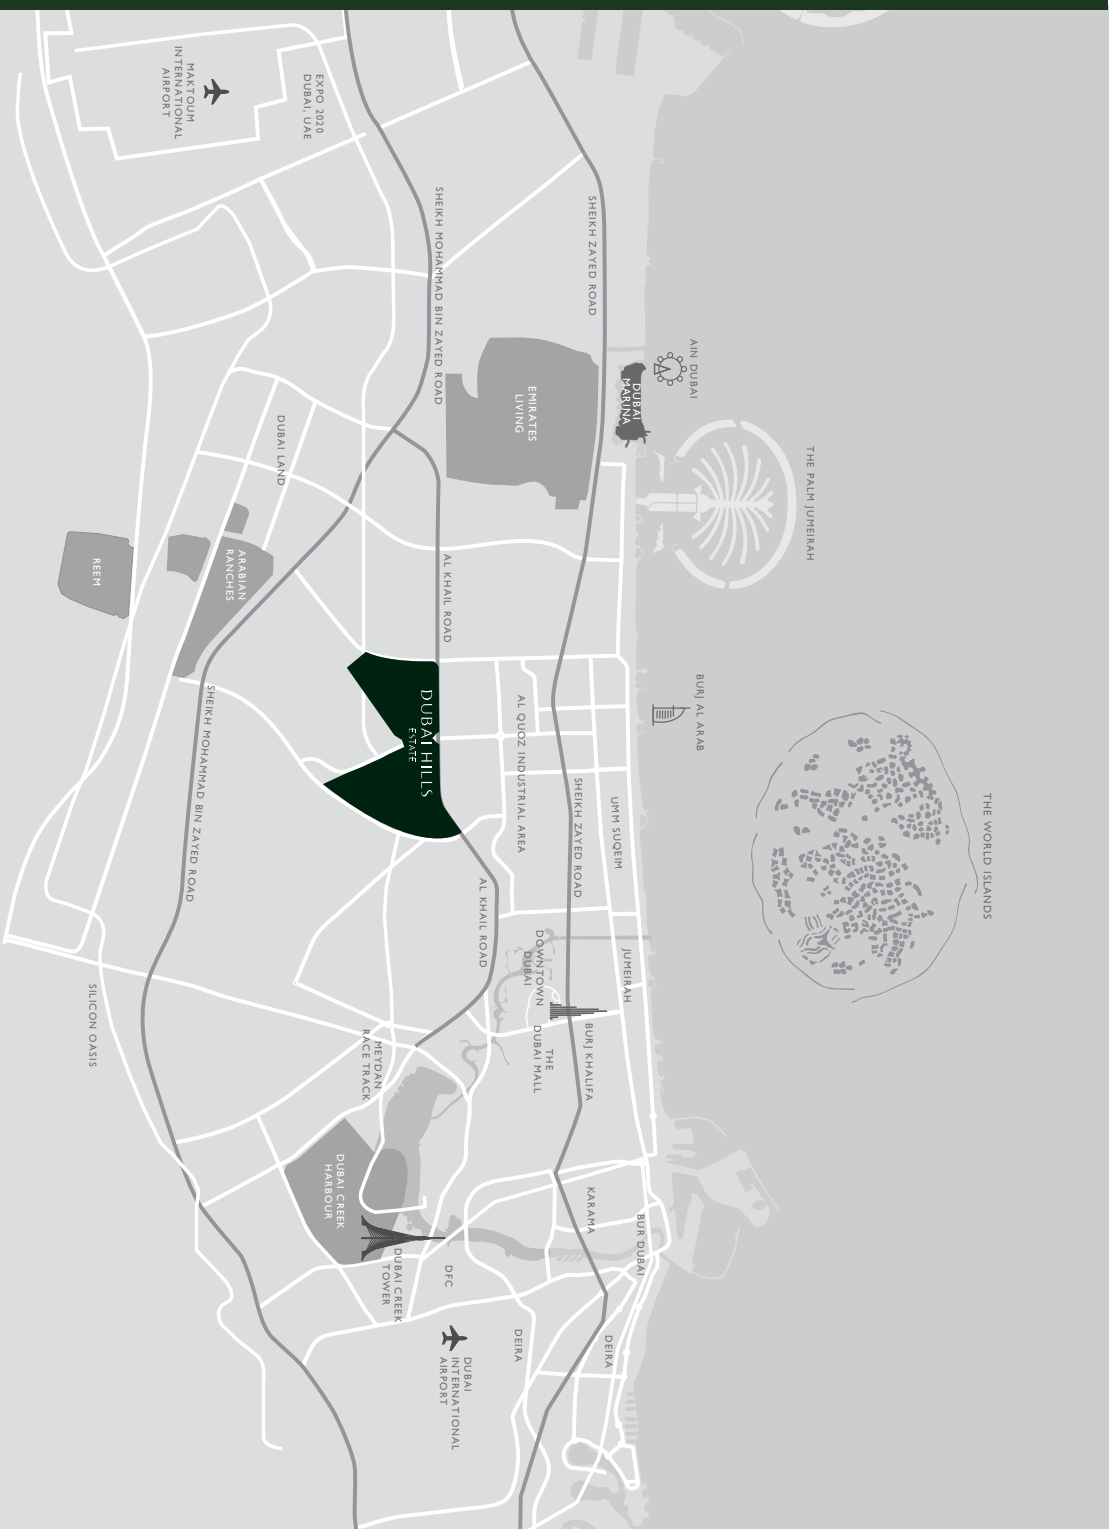 THE WORLD ISLANDS
THE PALM JUMEIRAH
BURJ AL ARAB
AIN DUBAI
DUBAI
MARINA
BUR DUBAI
JUMEIRAH
UMM SUQEIM
DEIRA
SHEIKH ZAYED ROAD
BURJ KHALIFA
KARAMA
SHEIKH ZAYED ROAD
THE
DUBAI MALL
DOWNTOWN
DUBAI
EMIRATES
LIVING
AL QUOZ INDUSTRIAL AREA
DEIRA
AL KHAIL ROAD
DUBAI
INTERNATIONAL
AIRPORT
AL KHAIL ROAD
DFC
SHEIKH MOHAMMAD BIN ZAYED ROAD
DUBAI HILLS
ESTATE
DUBAI CREEK
TOWER
MEYDAN
RACE TRACK
DUBAI CREEK
HARBOUR
EXPO 2020
DUBAI, UAE
DUBAI LAND
ARABIAN
RANCHES
SHEIKH MOHAMMAD BIN ZAYED ROAD
MAKTOUM
INTERNATIONAL
AIRPORT
REEM
SILICON OASIS